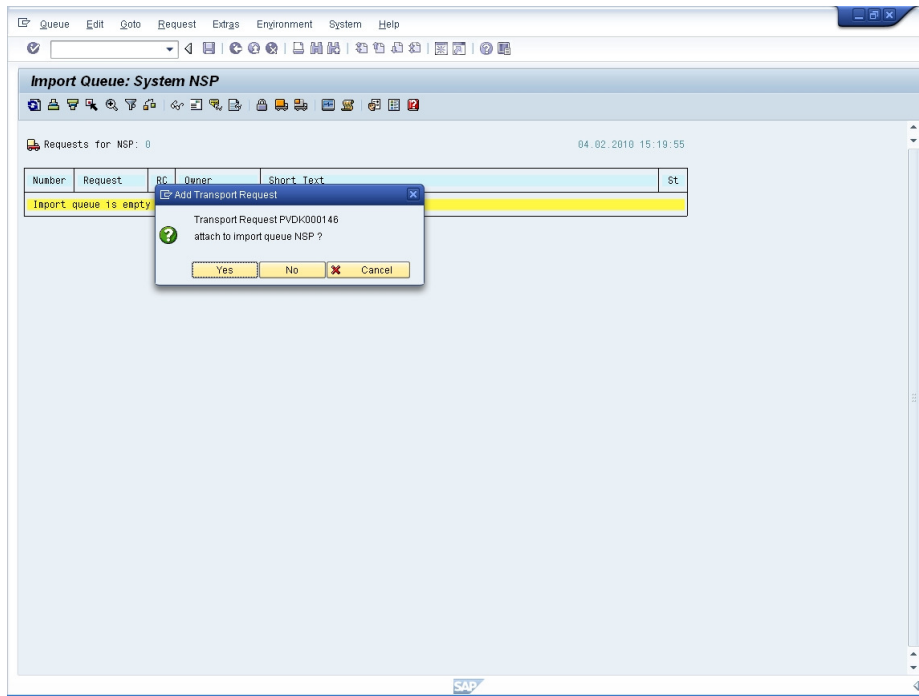 Queue Edit Goto Request Extras Environment System Help
Import Queue: System NSP
Requests for NSP: 0 04.02.2010 15:19:55
Number Request RC Owner Short Text St
Import queue is empty
Add Transport Request
Transport Request PVDK000146
attach to import queue NSP ?
Yes No Cancel
SAP